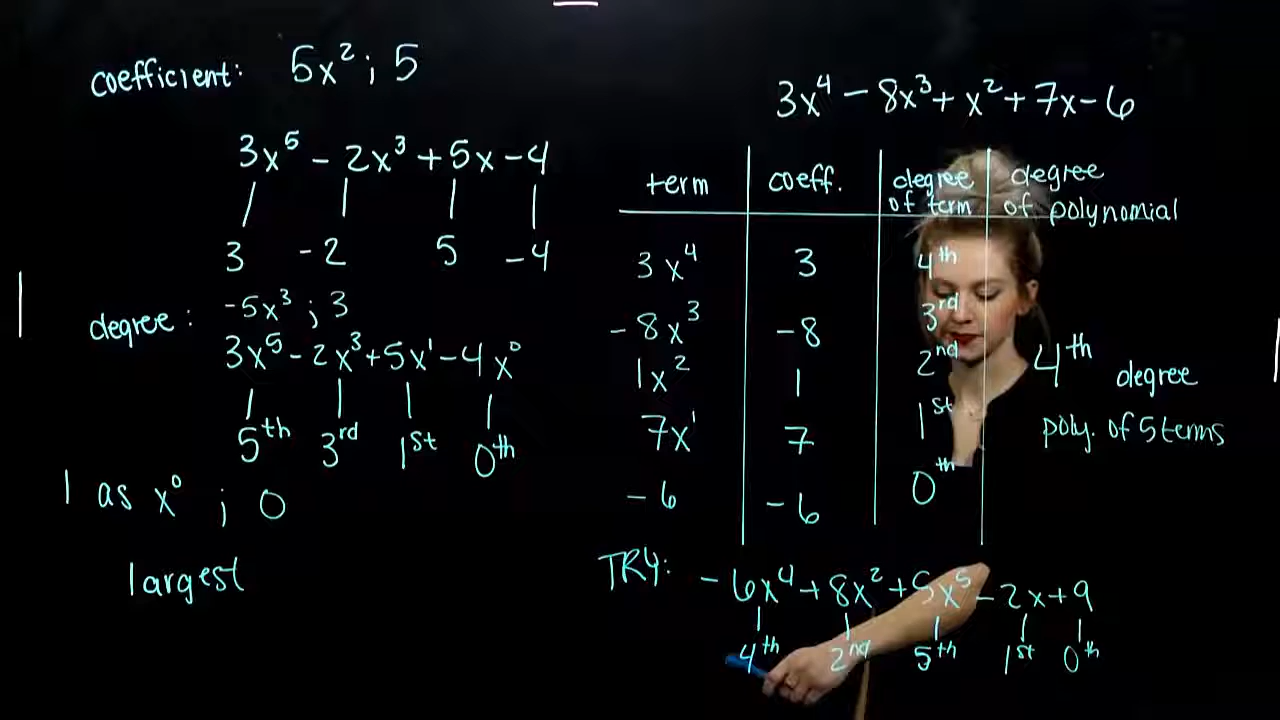 coefficient: 5x² ; 5
3x⁵ - 2x³ + 5x - 4
3 -2 5 -4
degree: -5x³ ; 3
3x⁵ - 2x³ + 5x¹ - 4x⁰
5th 3rd 1st 0th
1 as x⁰ ; 0
largest
3x⁴ - 8x³ + x² + 7x - 6
term coeff. degree of term degree of polynomial
3x⁴ 3 4th
-8x³ -8 3rd
1x² 1 2nd
7x¹ 7 1st
-6 -6 0th
4th degree
poly. of 5 terms
TRY: -6x⁴ + 8x² + 5x⁵ - 2x + 9
4th 2nd 5th 1st 0th